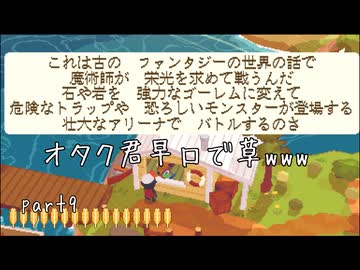 これは古の　ファンタジーの世界の話で
魔術師が　栄光を求めて戦うんだ
石や岩を　強力なゴーレムに変えて
危険なトラップや　恐ろしいモンスターが登場する
壮大なアリーナで　バトルするのさ
オタク君早口で草www
part9